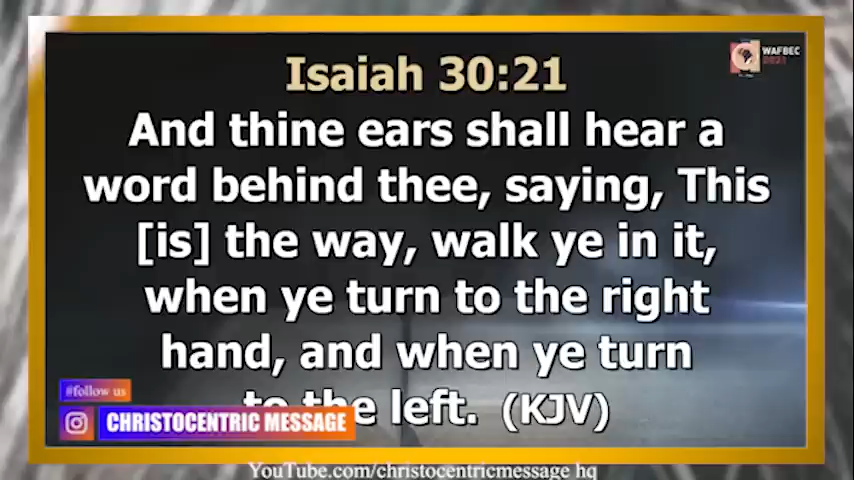 Isaiah 30:21
WAFBEC
And thine ears shall hear a
word behind thee, saying, This
[is] the way, walk ye in it,
when ye turn to the right
hand, and when ye turn
to the left. (KJV)
#follow us
CHRISTOCENTRIC MESSAGE
YouTube.com/christocentricmessage hq